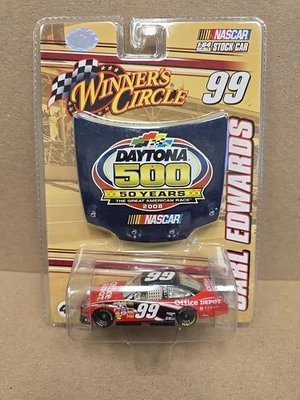 NASCAR
1:64 STOCK CAR
WINNER'S
CIRCLE
99
DAYTONA
500
50 YEARS
THE GREAT AMERICAN RACE
2008
NASCAR
CARL EDWARDS
99
Office DEPOT
99